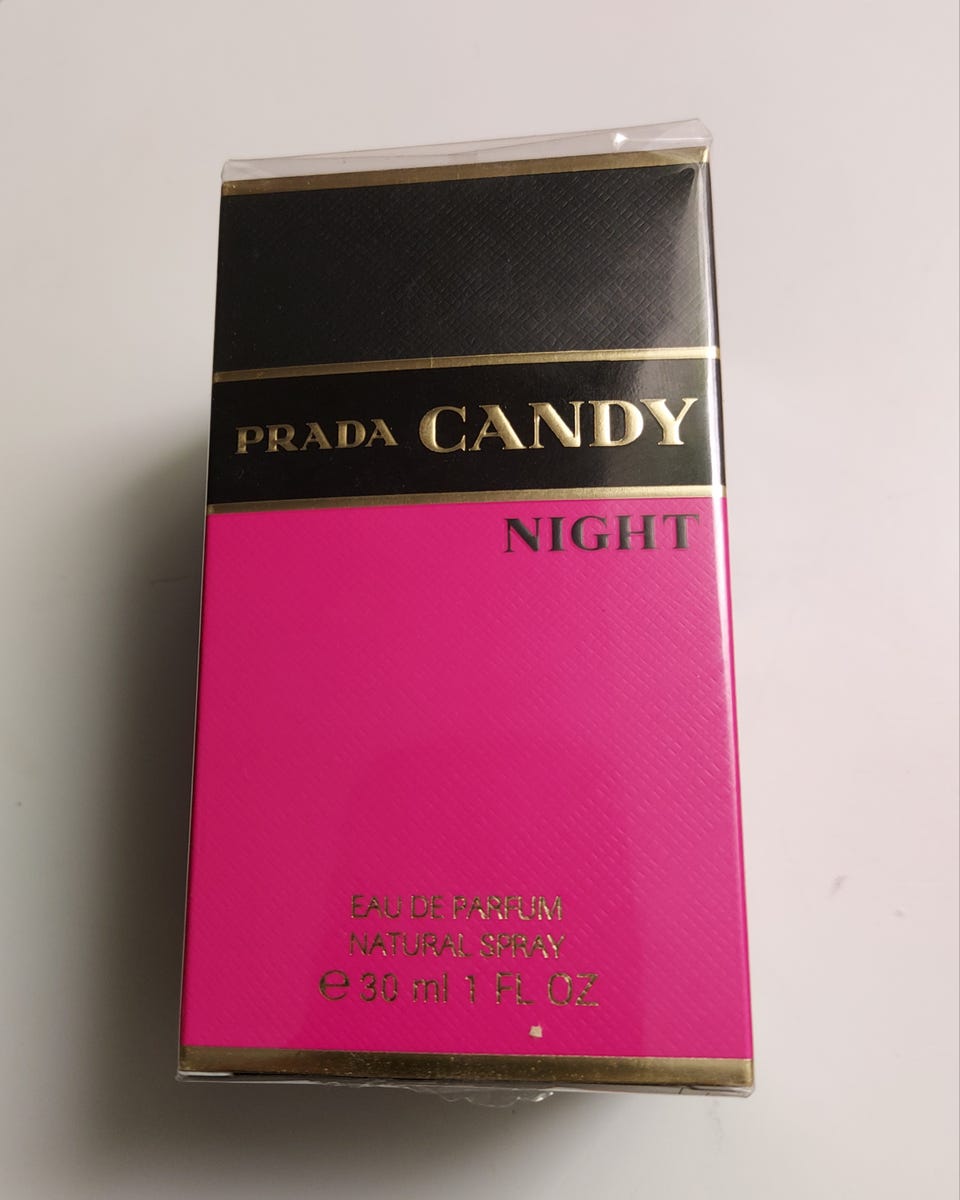 PRADA CANDY
NIGHT
EAU DE PARFUM
NATURAL SPRAY
℮ 30 ml 1 FL OZ